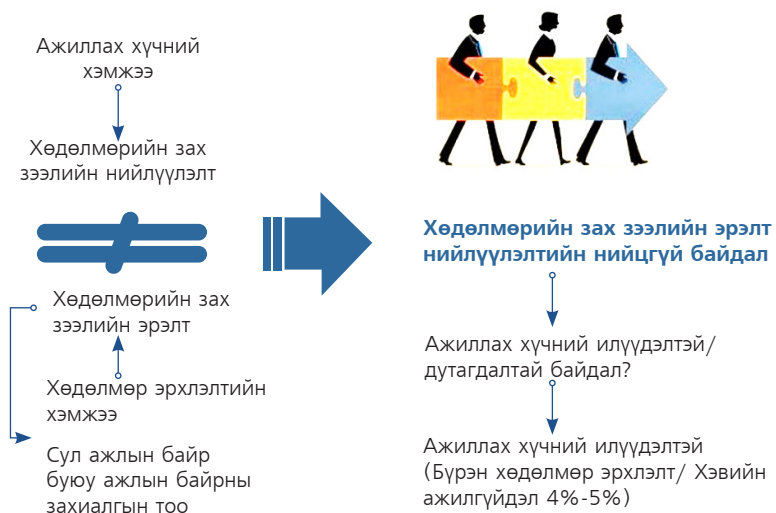 Ажиллах хүчний
хэмжээ
Хөдөлмөрийн зах
зээлийн нийлүүлэлт
Хөдөлмөрийн зах
зээлийн эрэлт
Хөдөлмөр эрхлэлтийн
хэмжээ
Сул ажлын байр
буюу ажлын байрны
захиалгын тоо
Хөдөлмөрийн зах зээлийн эрэлт
нийлүүлэлтийн нийцгүй байдал
Ажиллах хүчний илүүдэлтэй/
дутагдалтай байдал?
Ажиллах хүчний илүүдэлтэй
(Бүрэн хөдөлмөр эрхлэлт/ Хэвийн
ажилгүйдэл 4%-5%)